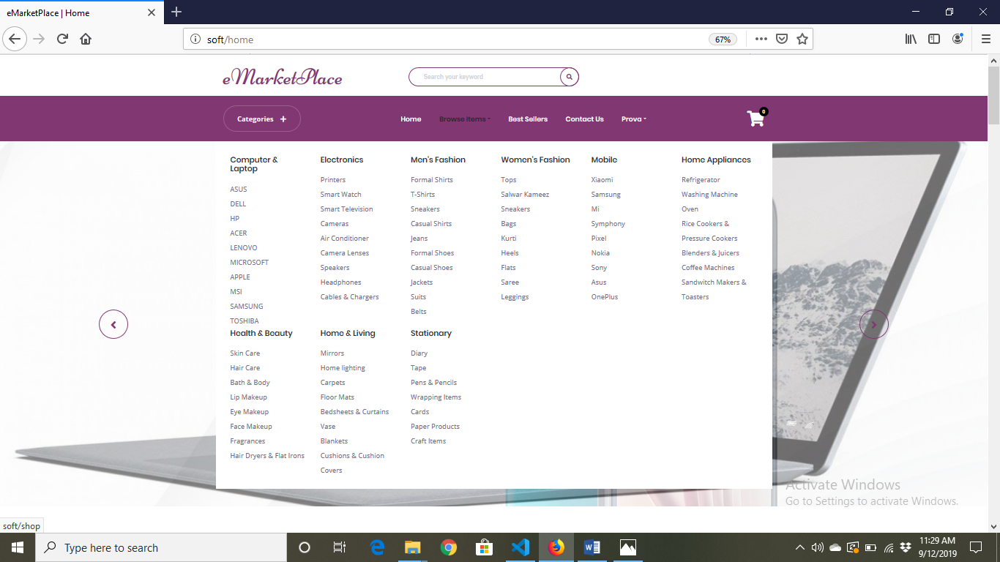 eMarketPlace | Home
soft/home
67%
eMarketPlace
Search your keyword
Categories +
Home
Browse Items
Best Sellers
Contact Us
Prova
0
Computer &
Laptop
ASUS
DELL
HP
ACER
LENOVO
MICROSOFT
APPLE
MSI
SAMSUNG
TOSHIBA
Electronics
Printers
Smart Watch
Smart Television
Cameras
Air Conditioner
Camera Lenses
Speakers
Headphones
Cables & Chargers
Men's Fashion
Formal Shirts
T-Shirts
Sneakers
Casual Shirts
Jeans
Formal Shoes
Casual Shoes
Jackets
Suits
Belts
Women's Fashion
Tops
Salwar Kameez
Sneakers
Bags
Kurti
Heels
Flats
Saree
Leggings
Mobile
Xiaomi
Samsung
Mi
Symphony
Pixel
Nokia
Sony
Asus
OnePlus
Home Appliances
Refrigerator
Washing Machine
Oven
Rice Cookers &
Pressure Cookers
Blenders & Juicers
Coffee Machines
Sandwitch Makers &
Toasters
Health & Beauty
Skin Care
Hair Care
Bath & Body
Lip Makeup
Eye Makeup
Face Makeup
Fragrances
Hair Dryers & Flat Irons
Home & Living
Mirrors
Home lighting
Carpets
Floor Mats
Bedsheets & Curtains
Vase
Blankets
Cushions & Cushion
Covers
Stationary
Diary
Tape
Pens & Pencils
Wrapping Items
Cards
Paper Products
Craft Items
Activate Windows
Go to Settings to activate Windows.
soft/shop
Type here to search
11:29 AM
9/12/2019